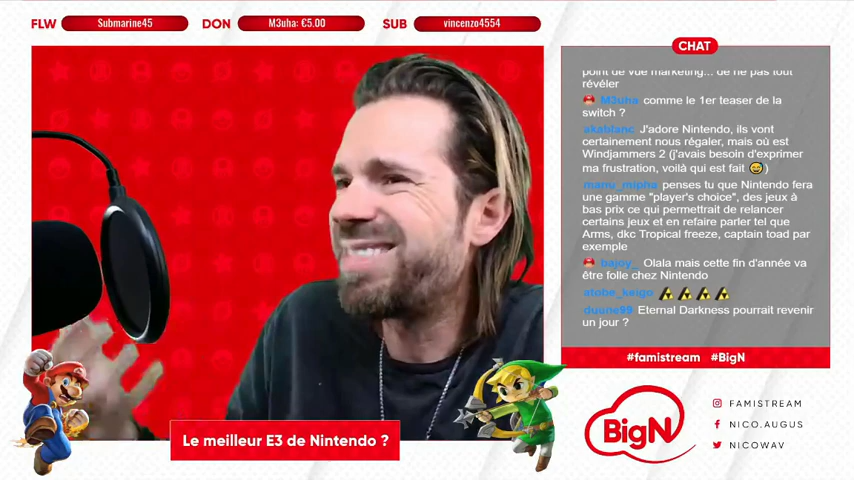 FLW Submarine45 DON M3uha: €5.00 SUB vincenzo4554
CHAT
point de vue marketing... de ne pas tout
révéler
M3uha comme le 1er teaser de la
switch ?
akablanc J'adore Nintendo, ils vont
certainement nous régaler, mais où est
Windjammers 2 (j'avais besoin d'exprimer
ma frustration, voilà qui est fait )
manu_mipha penses tu que Nintendo fera
une gamme "player's choice", des jeux à
bas prix ce qui permettrait de relancer
certains jeux et en refaire parler tel que
Arms, dkc Tropical freeze, captain toad par
exemple
bajoy_ Olala mais cette fin d'année va
être folle chez Nintendo
atobe_keigo
duune99 Eternal Darkness pourrait revenir
un jour ?
#famistream #BigN
Le meilleur E3 de Nintendo ?
BigN
FAMISTREAM
NICO.AUGUS
NICOWAV